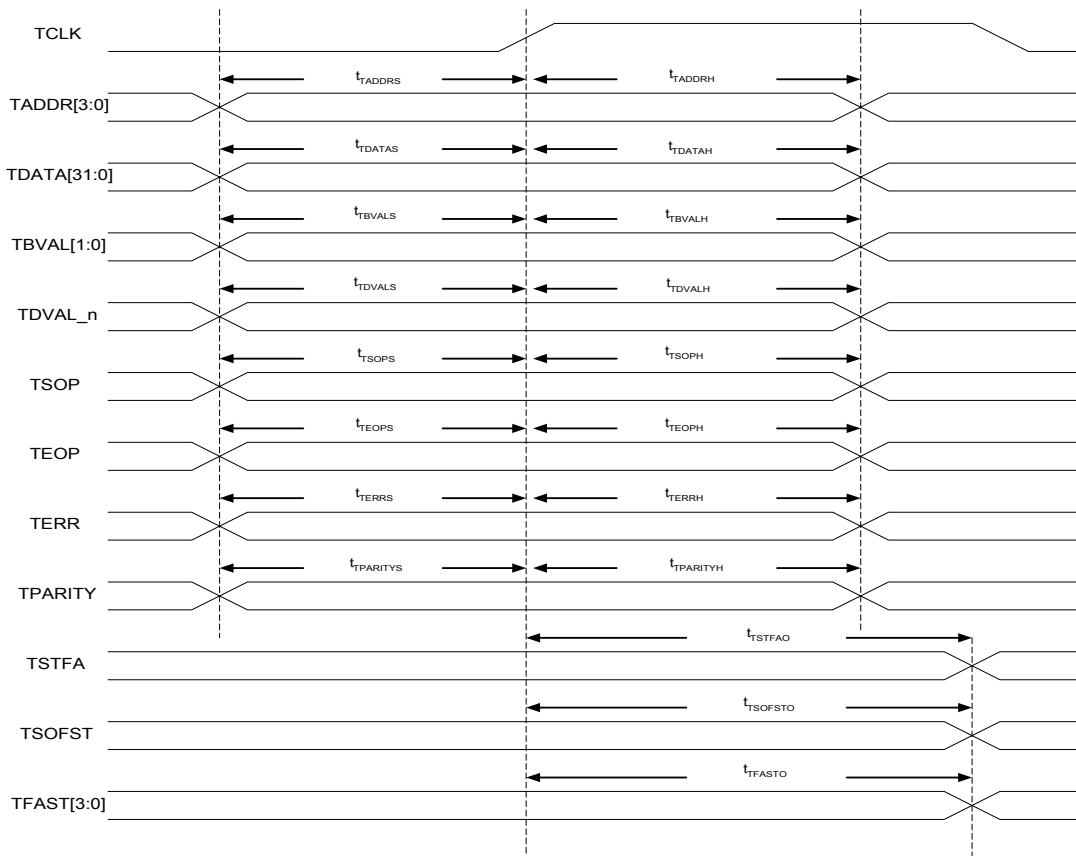 TCLK
tTADDRS tTADDRH
TADDR[3:0]
tTDATAS tTDATAH
TDATA[31:0]
tTBVALS tTBVALH
TBVAL[1:0]
tTDVALS tTDVALH
TDVAL_n
tTSOPS tTSOPH
TSOP
tTEOPS tTEOPH
TEOP
tTERRS tTERRH
TERR
tTPARITYS tTPARITYH
TPARITY
tTSTFAO
TSTFA
tTSOFSTO
TSOFST
tTFASTO
TFAST[3:0]